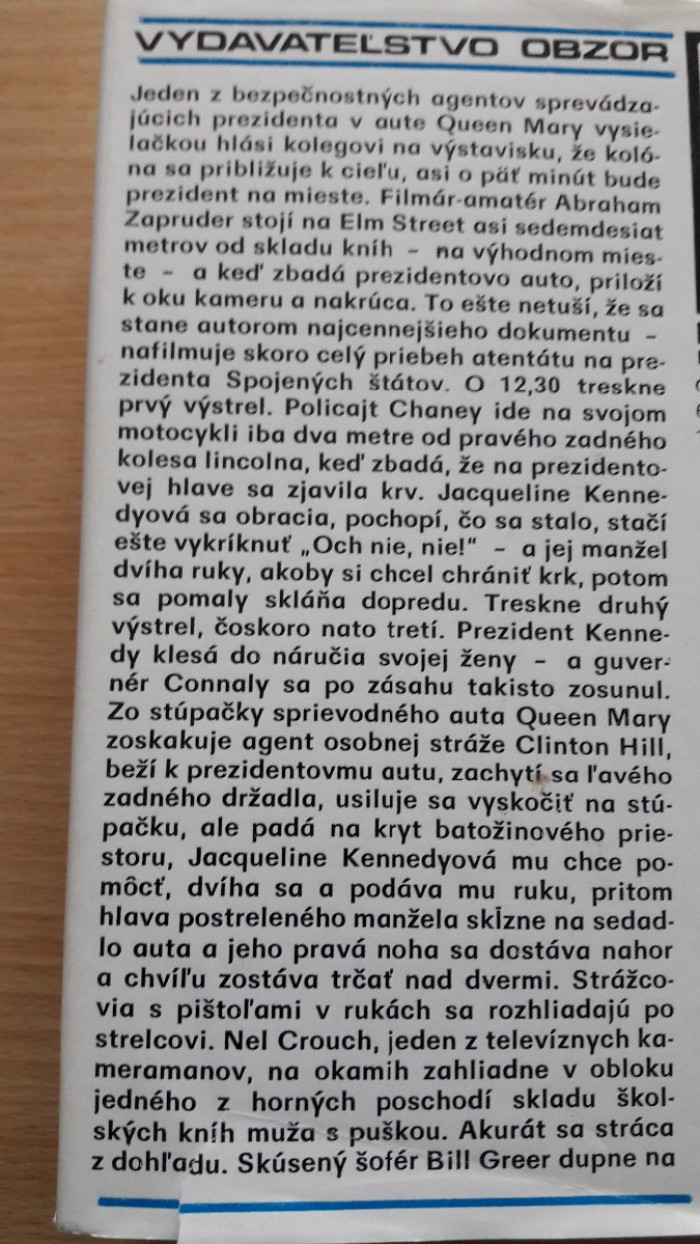 VYDAVATEĽSTVO OBZOR
Jeden z bezpečnostných agentov sprevádza-
júcich prezidenta v aute Queen Mary vysie-
lačkou hlási kolegovi na výstavisku, že koló-
na sa približuje k cieľu, asi o päť minút bude
prezident na mieste. Filmár-amatér Abraham
Zapruder stojí na Elm Street asi sedemdesiat
metrov od skladu kníh – na výhodnom mies-
te – a keď zbadá prezidentovo auto, priloží
k oku kameru a nakrúca. To ešte netuší, že sa
stane autorom najcennejšieho dokumentu –
nafilmuje skoro celý priebeh atentátu na pre-
zidenta Spojených štátov. O 12,30 treskne
prvý výstrel. Policajt Chaney ide na svojom
motocykli iba dva metre od pravého zadného
kolesa lincolna, keď zbadá, že na prezidento-
vej hlave sa zjavila krv. Jacqueline Kenne-
dyová sa obracia, pochopí, čo sa stalo, stačí
ešte vykríknuť „Och nie, nie!“ – a jej manžel
dvíha ruky, akoby si chcel chrániť krk, potom
sa pomaly skláňa dopredu. Treskne druhý
výstrel, čoskoro nato tretí. Prezident Kenne-
dy klesá do náručia svojej ženy – a guver-
nér Connaly sa po zásahu takisto zosunul.
Zo stúpačky sprievodného auta Queen Mary
zoskakuje agent osobnej stráže Clinton Hill,
beží k prezidentovmu autu, zachytí sa ľavého
zadného držadla, usiluje sa vyskočiť na stú-
pačku, ale padá na kryt batožinového prie-
storu, Jacqueline Kennedyová mu chce po-
môcť, dvíha sa a podáva mu ruku, pritom
hlava postreleného manžela skĺzne na sedad-
lo auta a jeho pravá noha sa dostáva nahor
a chvíľu zostáva trčať nad dvermi. Strážco-
via s pištoľami v rukách sa rozhliadajú po
strelcovi. Nel Crouch, jeden z televíznych ka-
meramanov, na okamih zahliadne v obloku
jedného z horných poschodí skladu škol-
ských kníh muža s puškou. Akurát sa stráca
z dohľadu. Skúsený šofér Bill Greer dupne na